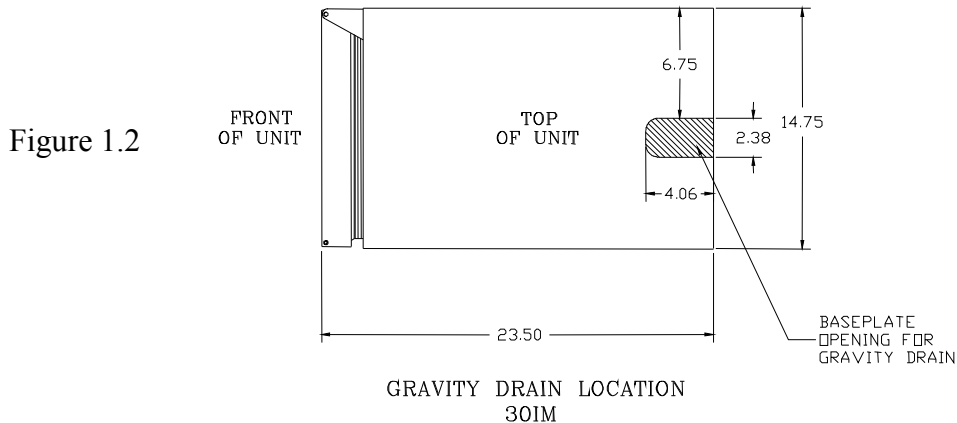 Figure 1.2
FRONT
OF UNIT
TOP
OF UNIT
6.75
14.75
2.38
4.06
23.50
BASEPLATE
OPENING FOR
GRAVITY DRAIN
GRAVITY DRAIN LOCATION
30IM